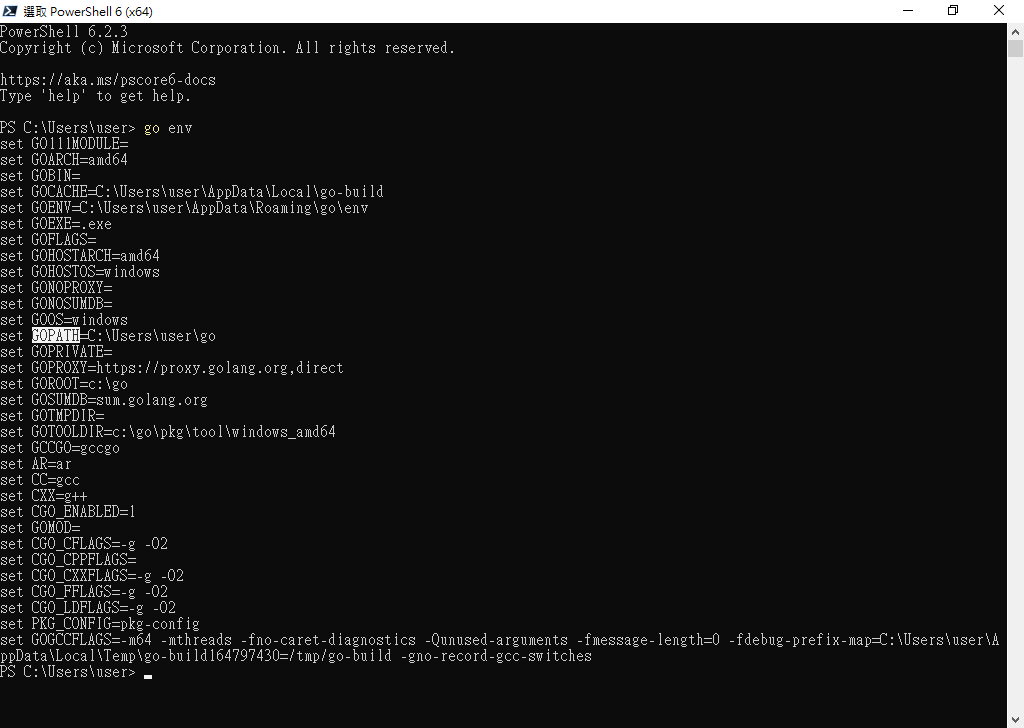 選取 PowerShell 6 (x64)
PowerShell 6.2.3
Copyright (c) Microsoft Corporation. All rights reserved.
https://aka.ms/pscore6-docs
Type 'help' to get help.
PS C:\Users\user> go env
set GO111MODULE=
set GOARCH=amd64
set GOBIN=
set GOCACHE=C:\Users\user\AppData\Local\go-build
set GOENV=C:\Users\user\AppData\Roaming\go\env
set GOEXE=.exe
set GOFLAGS=
set GOHOSTARCH=amd64
set GOHOSTOS=windows
set GONOPROXY=
set GONOSUMDB=
set GOOS=windows
set GOPATH=C:\Users\user\go
set GOPRIVATE=
set GOPROXY=https://proxy.golang.org,direct
set GOROOT=c:\go
set GOSUMDB=sum.golang.org
set GOTMPDIR=
set GOTOOLDIR=c:\go\pkg\tool\windows_amd64
set GCCGO=gccgo
set AR=ar
set CC=gcc
set CXX=g++
set CGO_ENABLED=1
set GOMOD=
set CGO_CFLAGS=-g -O2
set CGO_CPPFLAGS=
set CGO_CXXFLAGS=-g -O2
set CGO_FFLAGS=-g -O2
set CGO_LDFLAGS=-g -O2
set PKG_CONFIG=pkg-config
set GOGCCFLAGS=-m64 -mthreads -fno-caret-diagnostics -Qunused-arguments -fmessage-length=0 -fdebug-prefix-map=C:\Users\user\A
ppData\Local\Temp\go-build164797430=/tmp/go-build -gno-record-gcc-switches
PS C:\Users\user>